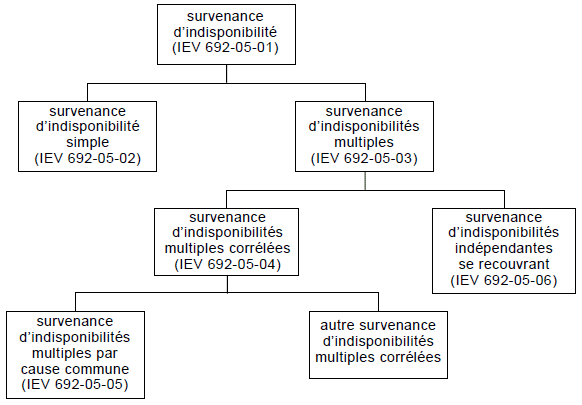 survenance
d'indisponibilité
(IEV 692-05-01)
survenance
d'indisponibilité
simple
(IEV 692-05-02)
survenance
d'indisponibilités
multiples
(IEV 692-05-03)
survenance
d'indisponibilités
multiples corrélées
(IEV 692-05-04)
survenance
d'indisponibilités
indépendantes
se recouvrant
(IEV 692-05-06)
survenance
d'indisponibilités
multiples par
cause commune
(IEV 692-05-05)
autre survenance
d'indisponibilités
multiples corrélées